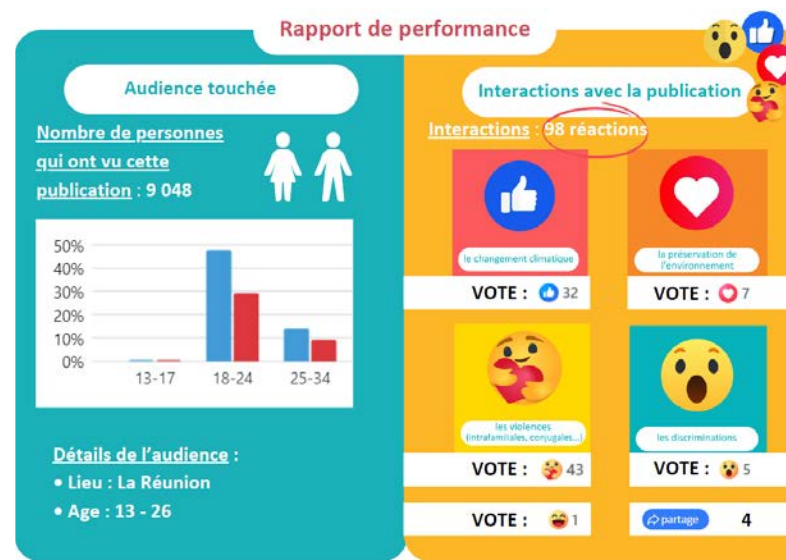 Rapport de performance
Audience touchée
Nombre de personnes
qui ont vu cette
publication : 9 048
50%
40%
30%
20%
10%
0%
13-17 18-24 25-34
Détails de l'audience :
• Lieu : La Réunion
• Age : 13 - 26
Interactions avec la publication
Interactions : 98 réactions
le changement climatique
VOTE : 32
la préservation de
l'environnement
VOTE : 7
les violences
(intrafamiliales, conjugales...)
VOTE : 43
les discriminations
VOTE : 5
VOTE : 1
partage 4